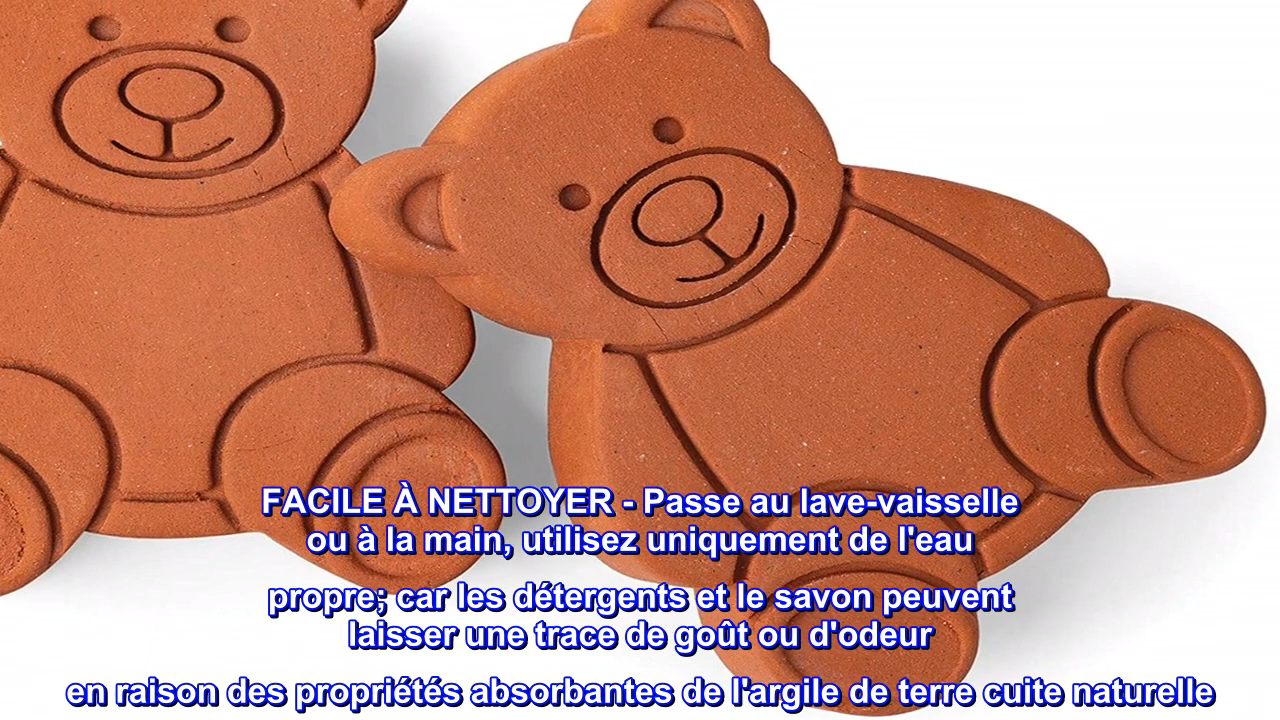 FACILE À NETTOYER - Passe au lave-vaisselle
ou à la main, utilisez uniquement de l'eau
propre; car les détergents et le savon peuvent
laisser une trace de goût ou d'odeur
en raison des propriétés absorbantes de l'argile de terre cuite naturelle